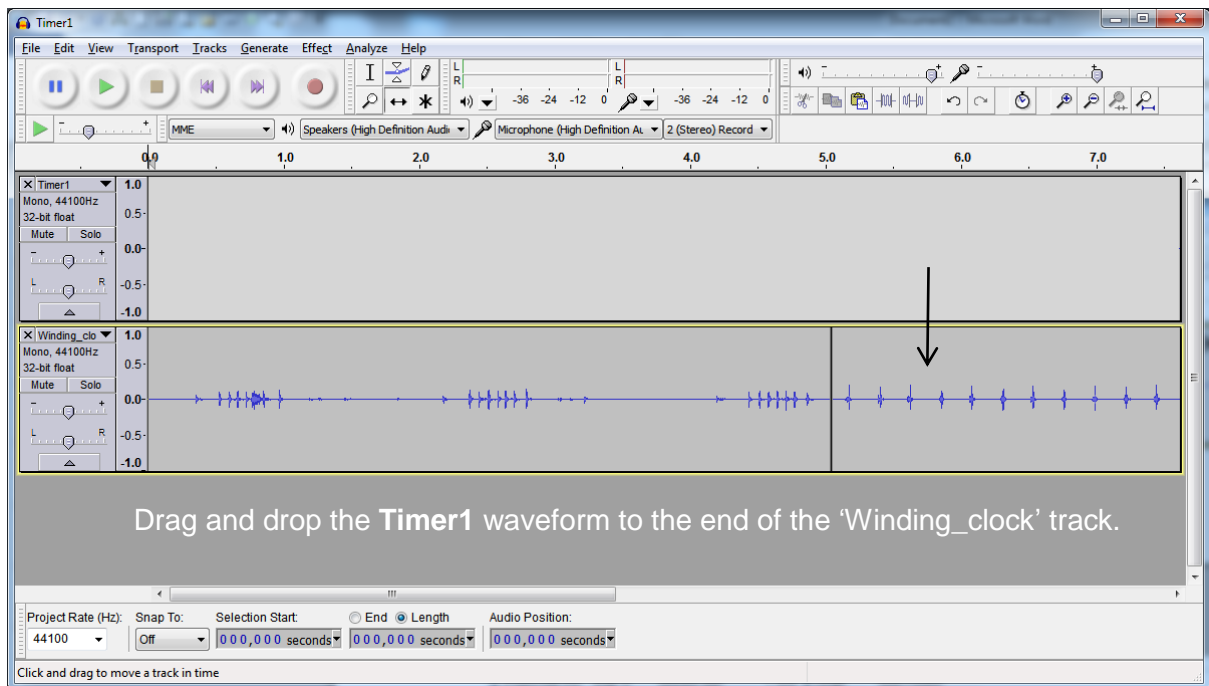 Timer1
File Edit View Transport Tracks Generate Effect Analyze Help
L
R
L
R
-36 -24 -12 0
-36 -24 -12 0
MME
Speakers (High Definition Audi
Microphone (High Definition Au
2 (Stereo) Record
0,9 1.0 2.0 3.0 4.0 5.0 6.0 7.0
Timer1
Mono, 44100Hz
32-bit float
Mute Solo
- +
L R
1.0
0.5
0.0
-0.5
-1.0
Winding_clo
Mono, 44100Hz
32-bit float
Mute Solo
- +
L R
1.0
0.5
0.0
-0.5
-1.0
Drag and drop the Timer1 waveform to the end of the ‘Winding_clock’ track.
Project Rate (Hz): Snap To: Selection Start: End Length Audio Position:
44100 Off 000,000 seconds 000,000 seconds 000,000 seconds
Click and drag to move a track in time